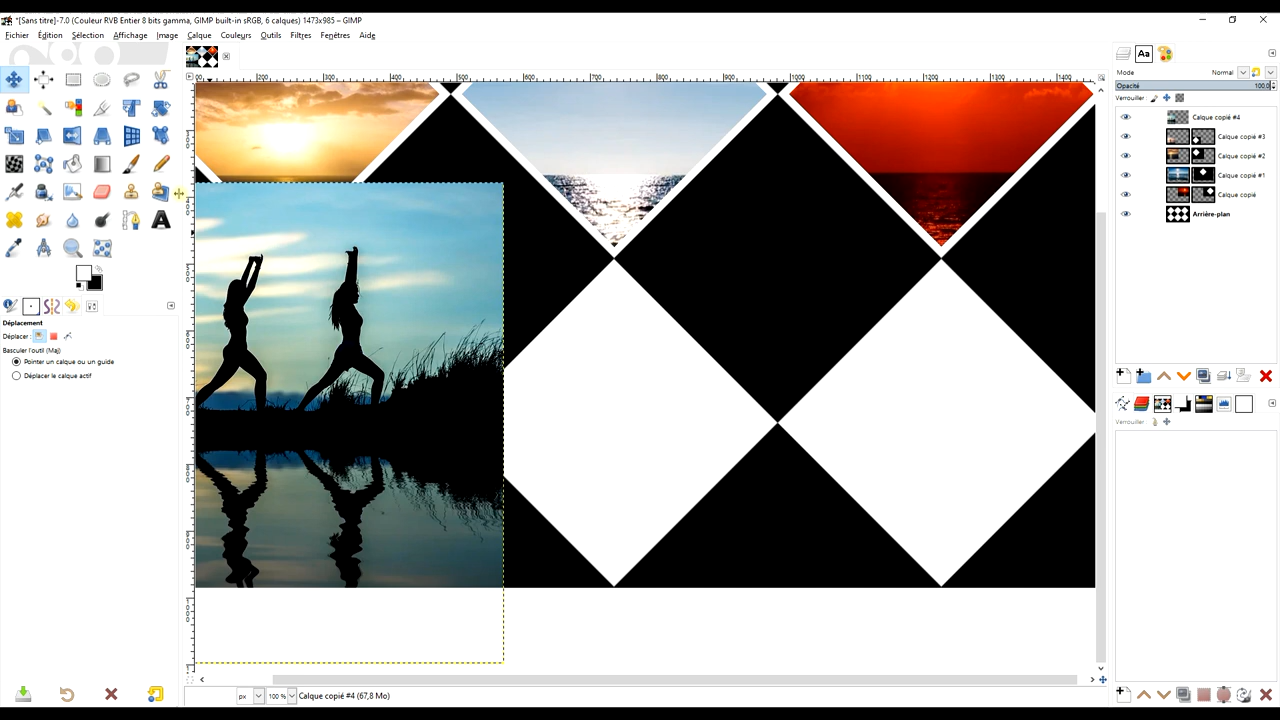 *[Sans titre]-7.0 (Couleur RVB Entier 8 bits gamma, GIMP built-in sRGB, 6 calques) 1473x985 – GIMP
Fichier Édition Sélection Affichage Image Calque Couleurs Outils Filtres Fenêtres Aide
Aa
Mode Normal
Opacité 100,0
Verrouiller :
Calque copié #4
Calque copié #3
Calque copié #2
Calque copié #1
Calque copié
Arrière-plan
A
Déplacement
Déplacer :
Basculer l'outil (Maj)
Pointer un calque ou un guide
Déplacer le calque actif
Verrouiller :
px 100 % Calque copié #4 (67,8 Mo)